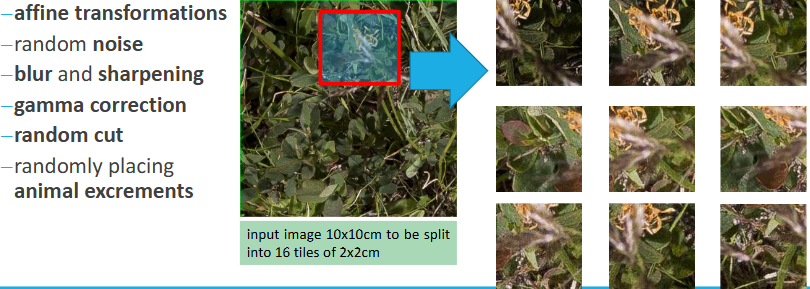 –affine transformations
–random noise
–blur and sharpening
–gamma correction
–random cut
–randomly placing
animal excrements
input image 10x10cm to be split
into 16 tiles of 2x2cm